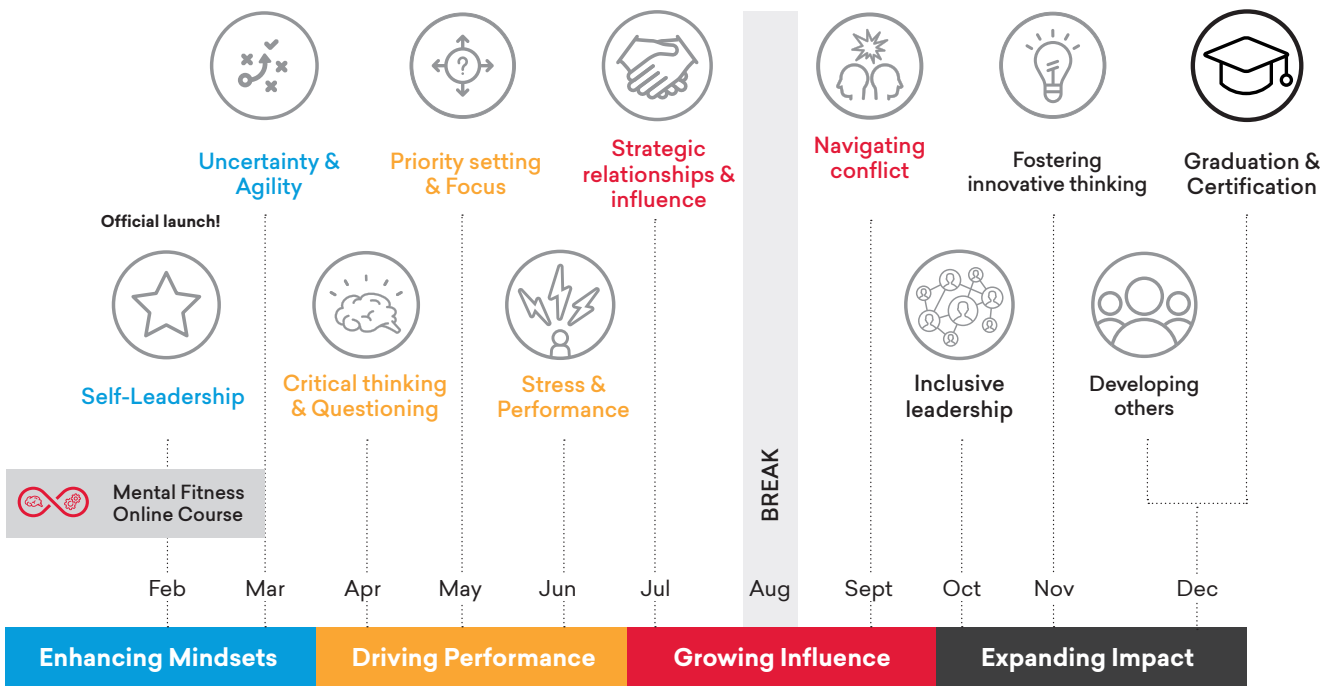 Uncertainty &
Agility
Priority setting
& Focus
Strategic
relationships &
influence
Navigating
conflict
Fostering
innovative thinking
Graduation &
Certification
Official launch!
Self-Leadership
Critical thinking
& Questioning
Stress &
Performance
Inclusive
leadership
Developing
others
?
Mental Fitness
Online Course
BREAK
Feb
Mar
Apr
May
Jun
Jul
Aug
Sept
Oct
Nov
Dec
Enhancing Mindsets
Driving Performance
Growing Influence
Expanding Impact